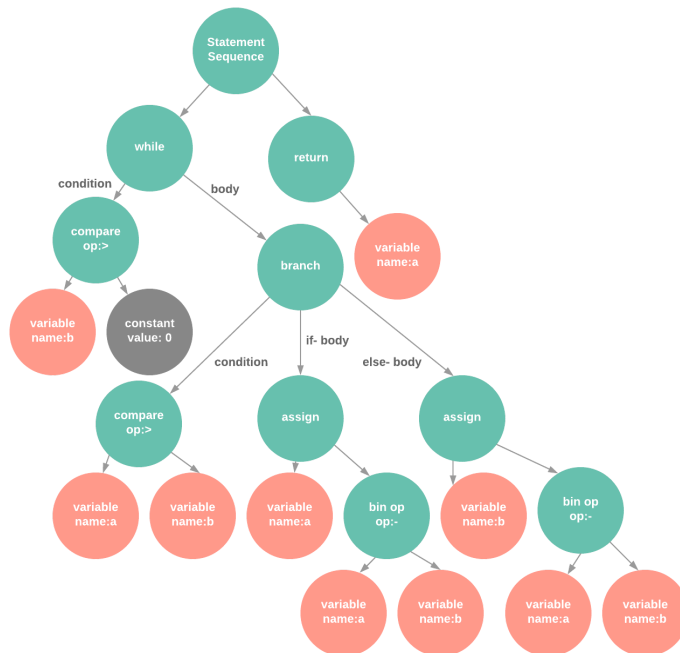 Statement
Sequence
while
return
condition
body
compare
op:>
branch
variable
name:a
variable
name:b
constant
value: 0
if- body
condition
else- body
compare
op:>
assign
assign
variable
name:a
variable
name:b
variable
name:a
bin op
op:-
variable
name:b
bin op
op:-
variable
name:a
variable
name:b
variable
name:a
variable
name:b